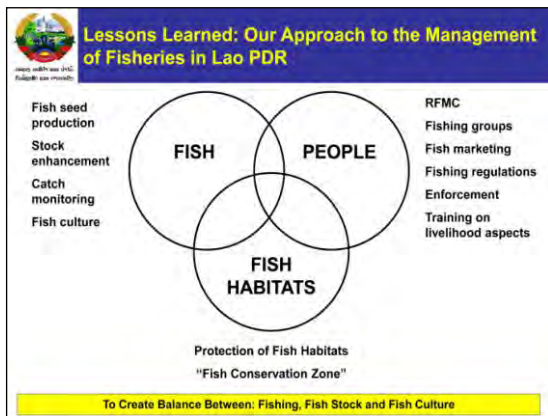 Lessons Learned: Our Approach to the Management
of Fisheries in Lao PDR
Fish seed
production
Stock
enhancement
Catch
monitoring
Fish culture
FISH
PEOPLE
FISH
HABITATS
RFMC
Fishing groups
Fish marketing
Fishing regulations
Enforcement
Training on
livelihood aspects
Protection of Fish Habitats
“Fish Conservation Zone”
To Create Balance Between: Fishing, Fish Stock and Fish Culture